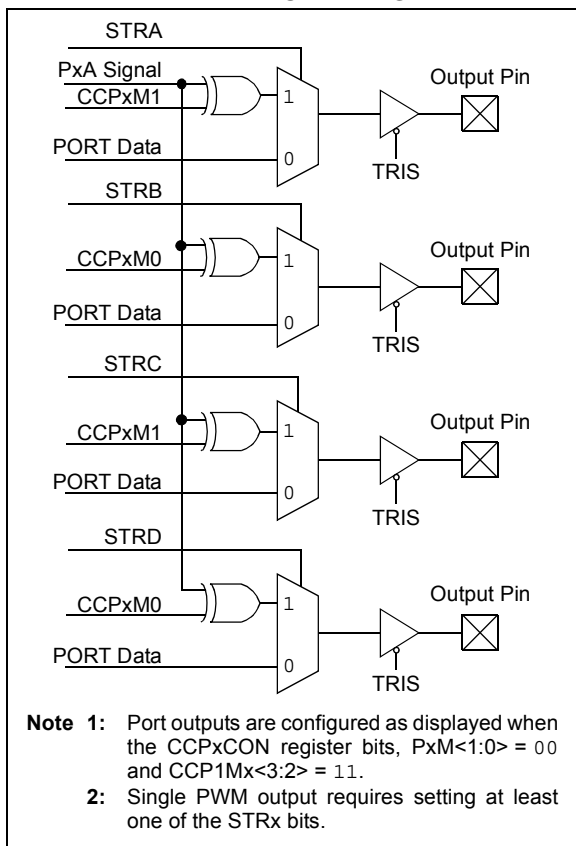 STRA
PxA Signal
Output Pin
CCPxM1
1
PORT Data
0
TRIS
STRB
Output Pin
CCPxM0
1
PORT Data
0
TRIS
STRC
Output Pin
CCPxM1
1
PORT Data
0
TRIS
STRD
Output Pin
CCPxM0
1
PORT Data
0
TRIS
Note 1: Port outputs are configured as displayed when
the CCPxCON register bits, PxM<1:0> = 00
and CCP1Mx<3:2> = 11.
2: Single PWM output requires setting at least
one of the STRx bits.